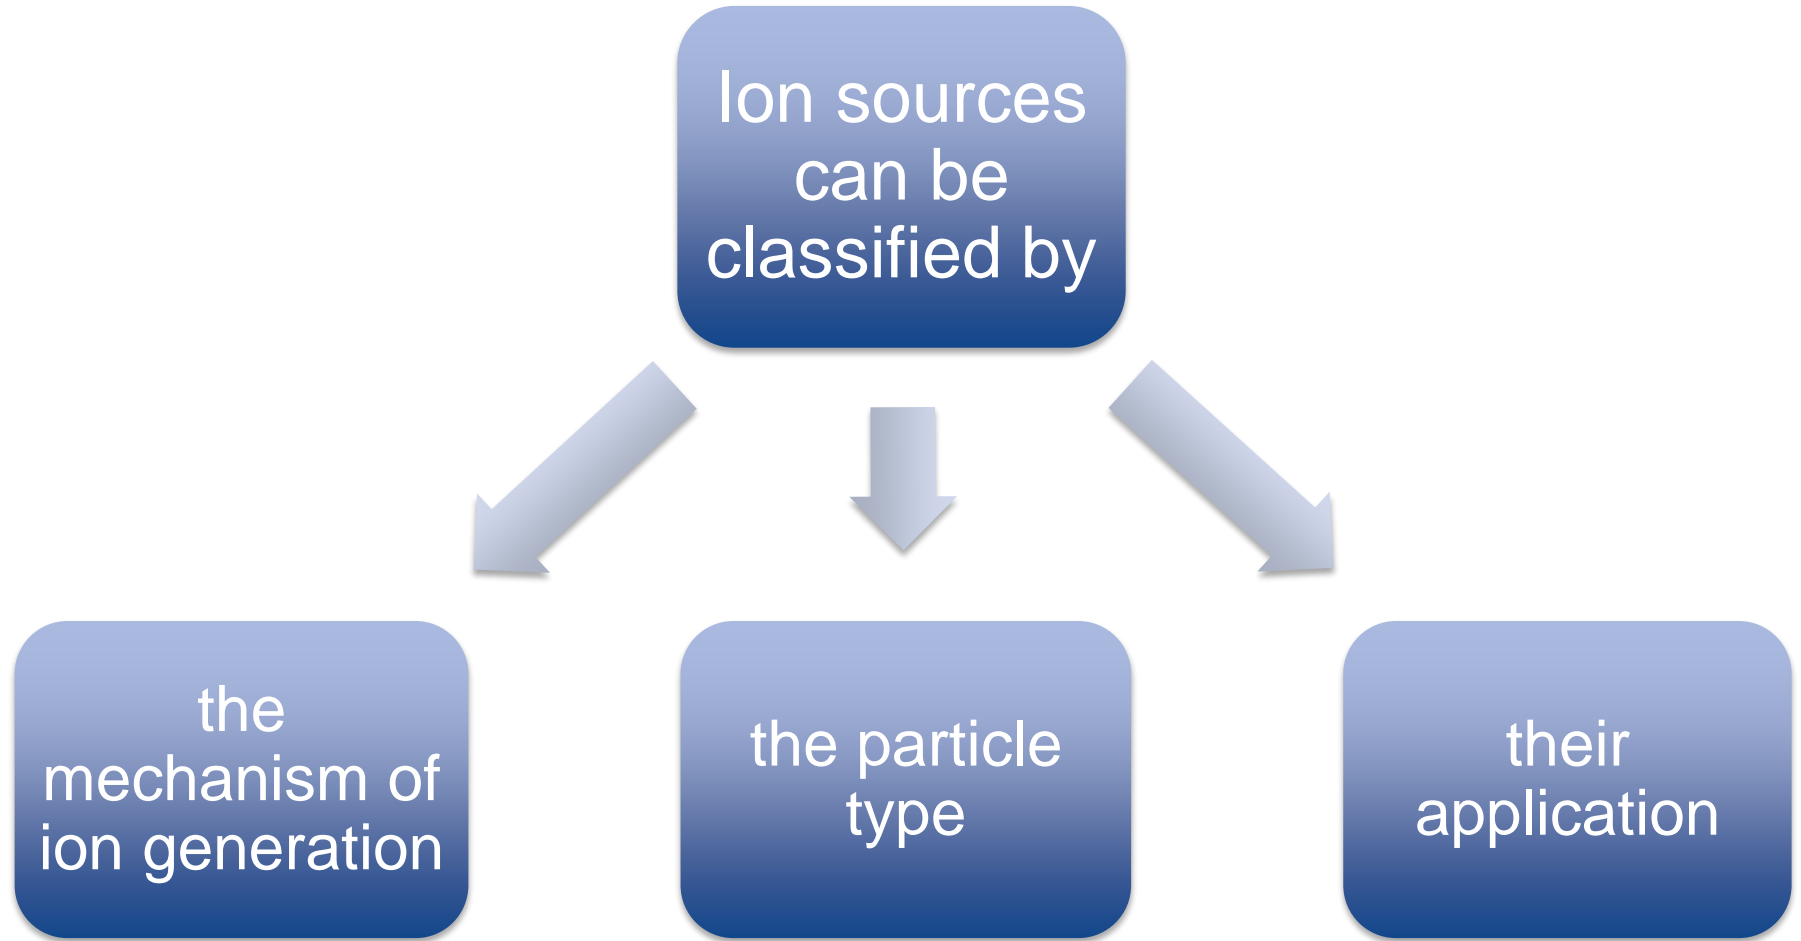 Ion sources
can be
classified by
the
mechanism of
ion generation
the particle
type
their
application